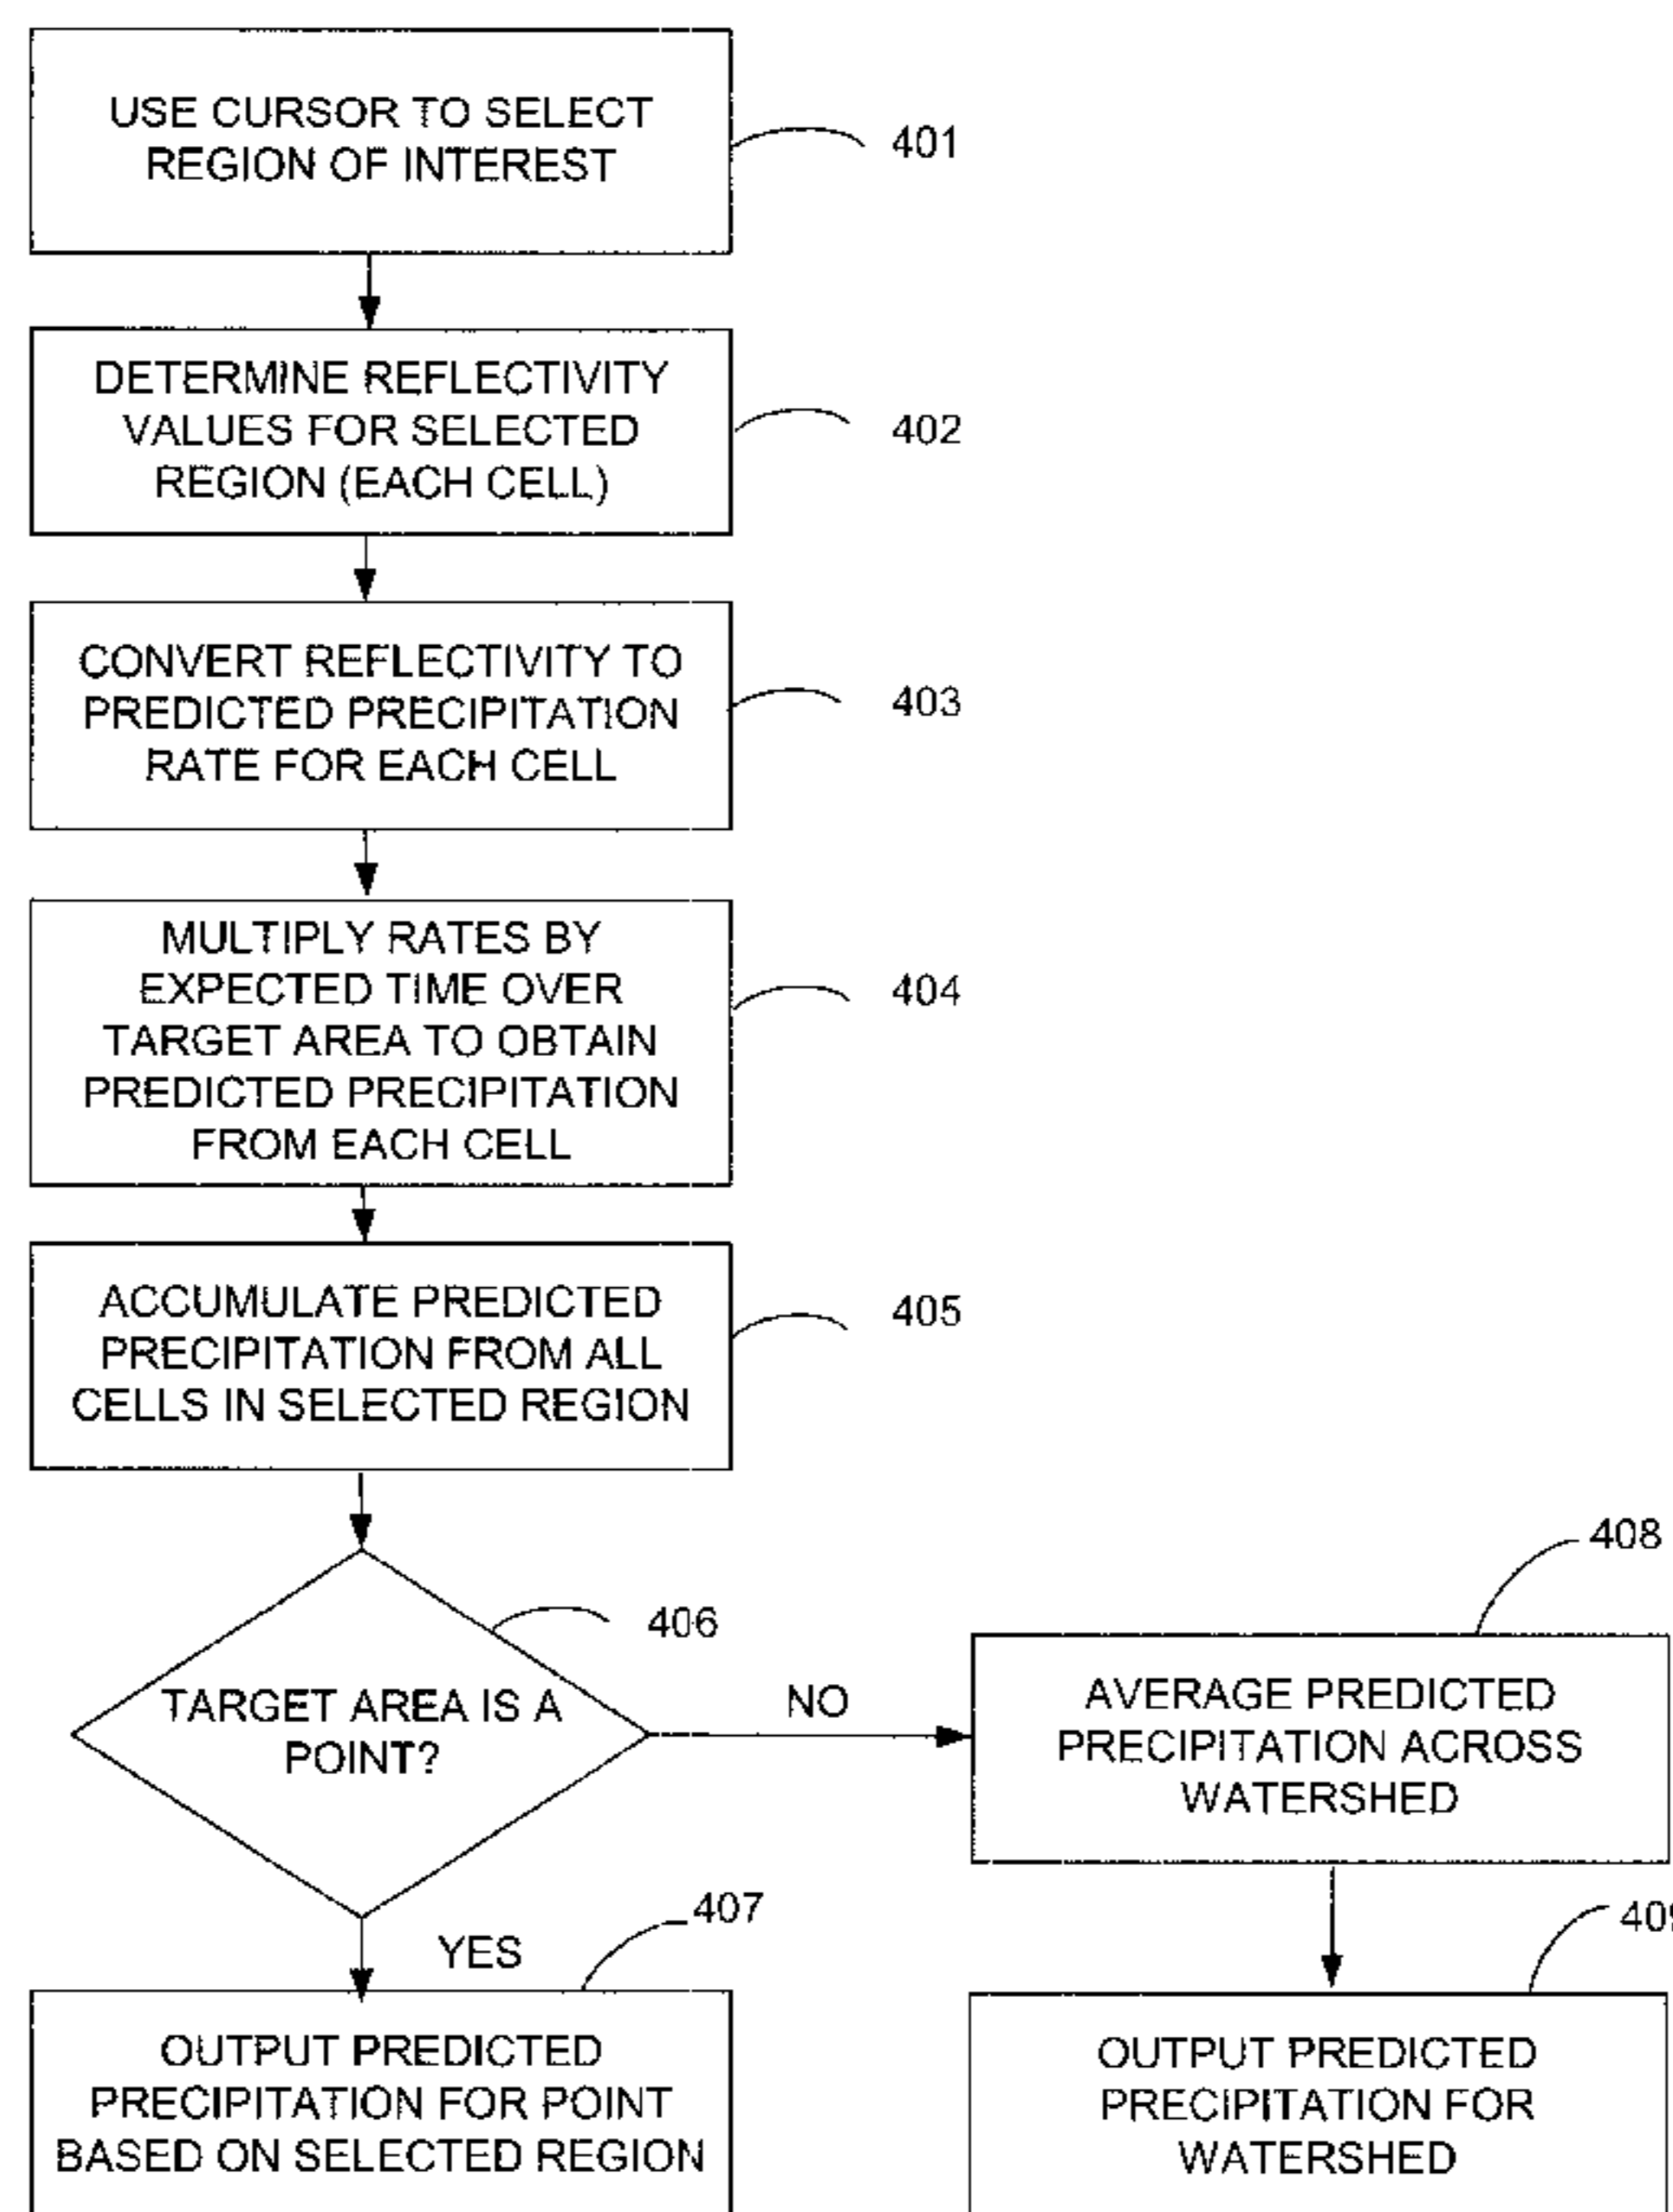 USE CURSOR TO SELECT
REGION OF INTEREST
401
DETERMINE REFLECTIVITY
VALUES FOR SELECTED
REGION (EACH CELL)
402
CONVERT REFLECTIVITY TO
PREDICTED PRECIPITATION
RATE FOR EACH CELL
403
MULTIPLY RATES BY
EXPECTED TIME OVER
TARGET AREA TO OBTAIN
PREDICTED PRECIPITATION
FROM EACH CELL
404
ACCUMULATE PREDICTED
PRECIPITATION FROM ALL
CELLS IN SELECTED REGION
405
406
TARGET AREA IS A
POINT?
NO
408
AVERAGE PREDICTED
PRECIPITATION ACROSS
WATERSHED
YES
407
OUTPUT PREDICTED
PRECIPITATION FOR POINT
BASED ON SELECTED REGION
409
OUTPUT PREDICTED
PRECIPITATION FOR
WATERSHED